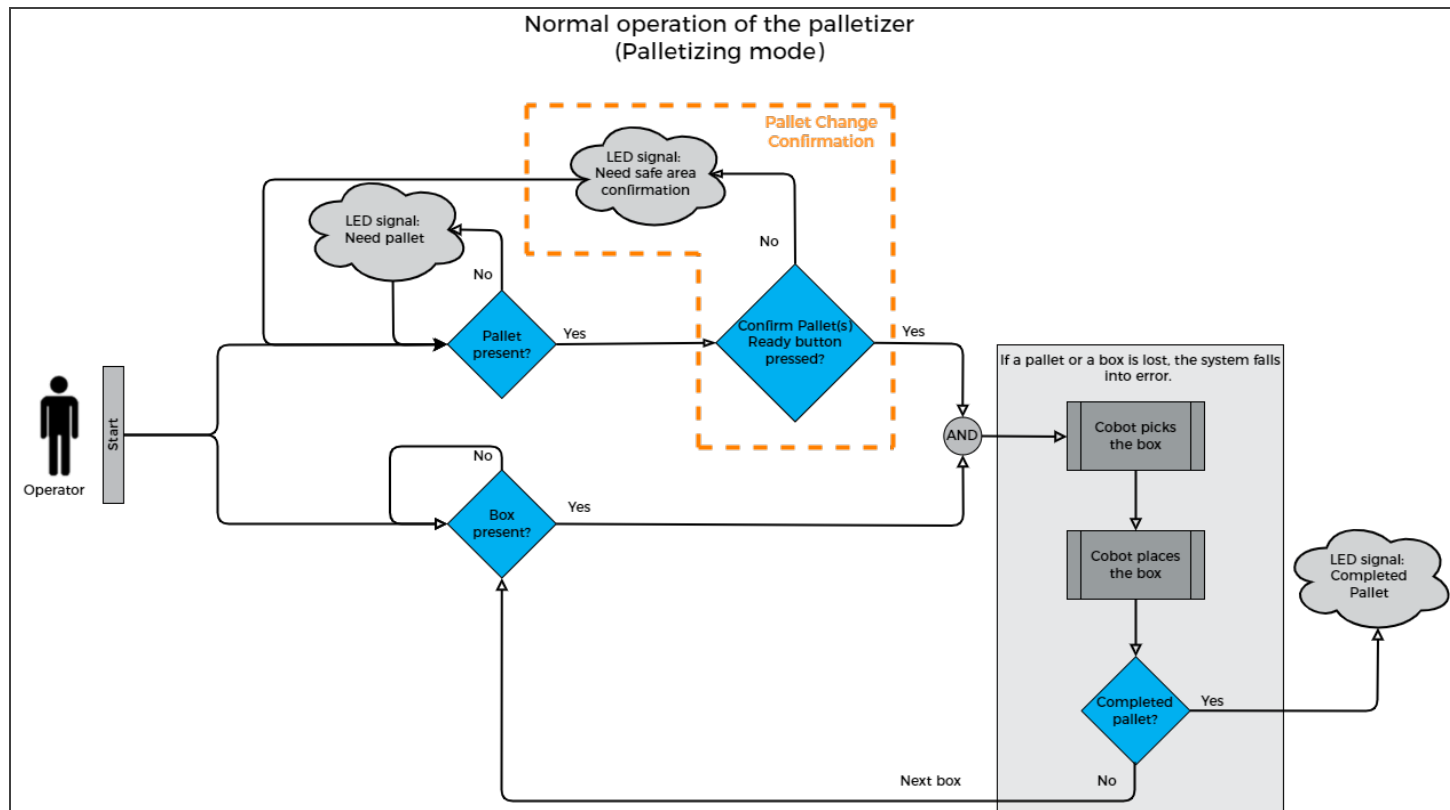 Normal operation of the palletizer
(Palletizing mode)
Pallet Change
Confirmation
LED signal:
Need safe area
confirmation
LED signal:
Need pallet
No
No
Pallet
present?
Yes
Confirm Pallet(s)
Ready button
pressed?
Yes
If a pallet or a box is lost, the system falls
into error.
Operator
Start
AND
Cobot picks
the box
No
Box
present?
Yes
Cobot places
the box
LED signal:
Completed
Pallet
Completed
pallet?
Yes
Next box
No